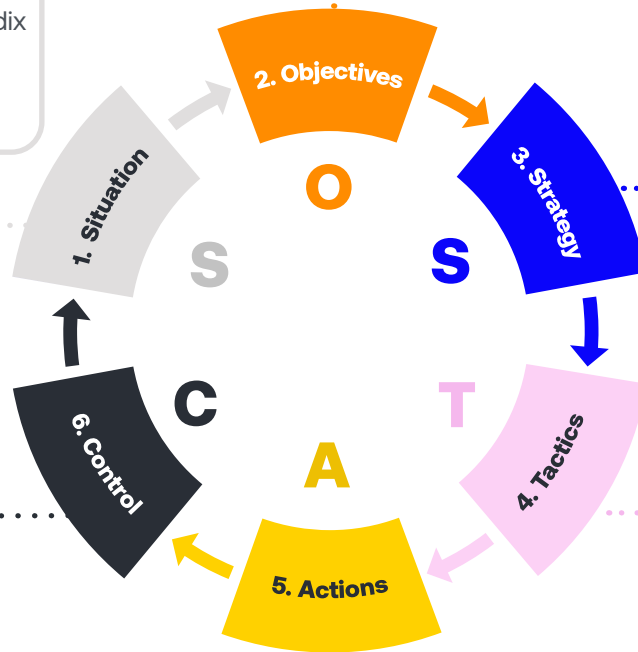 dix
1. Situation
2. Objectives
3. Strategy
4. Tactics
5. Actions
6. Control
S
O
S
T
A
C